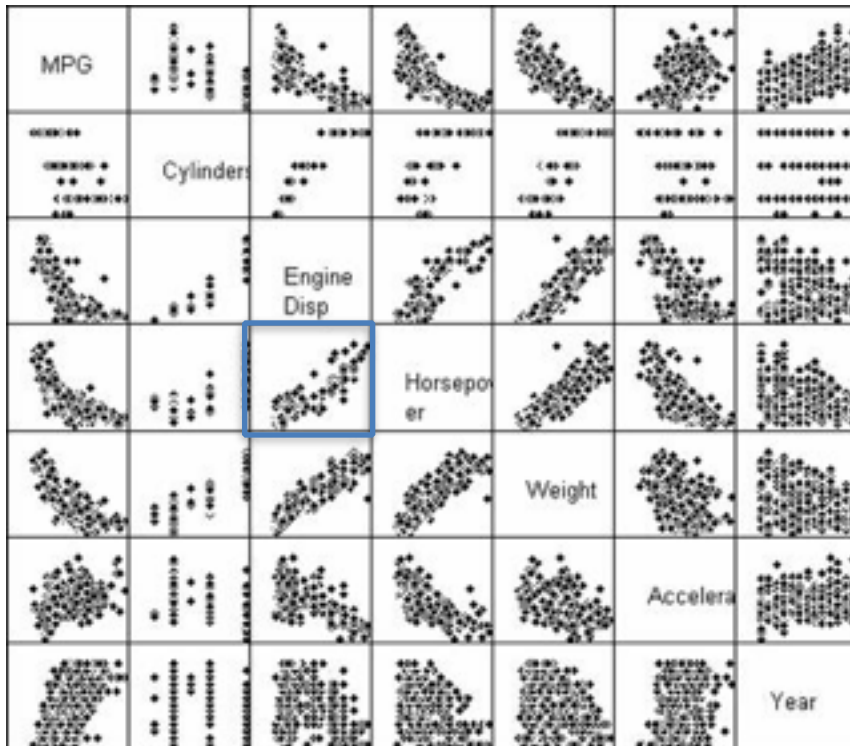 MPG
Cylinders
Engine
Disp
Horsepow
er
Weight
Accelera
Year